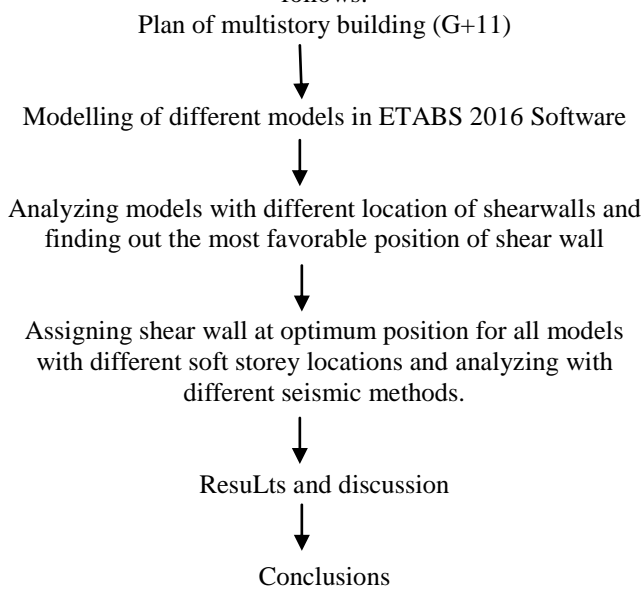 follows:
Plan of multistory building (G+11)
Modelling of different models in ETABS 2016 Software
Analyzing models with different location of shearwalls and
finding out the most favorable position of shear wall
Assigning shear wall at optimum position for all models
with different soft storey locations and analyzing with
different seismic methods.
ResuLts and discussion
Conclusions